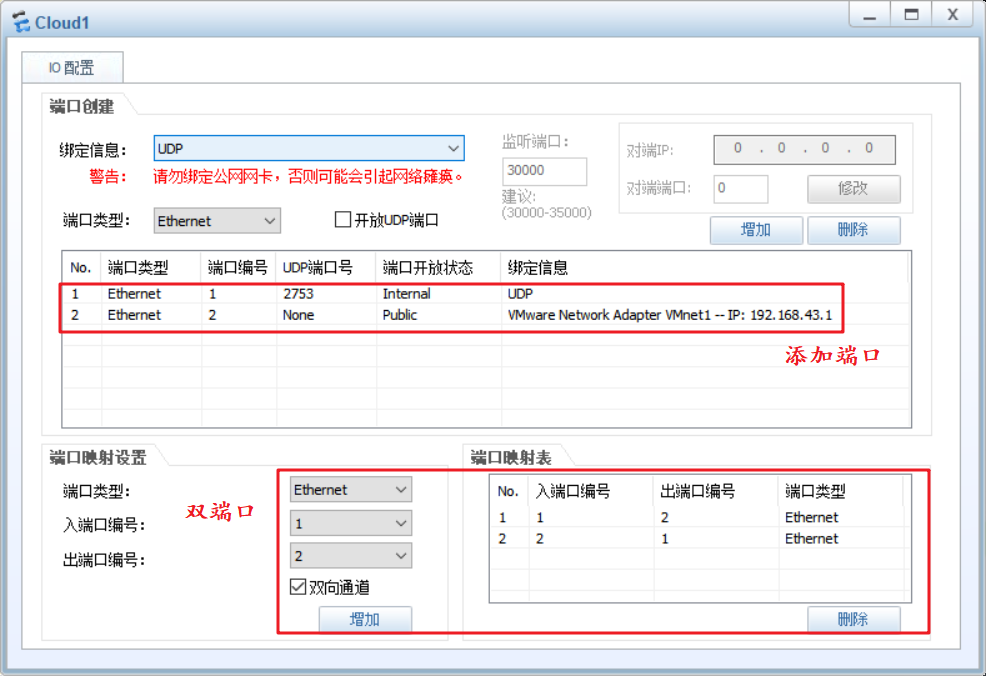 Cloud1
IO 配置
端口创建
绑定信息： UDP
警告： 请勿绑定公网网卡，否则可能会引起网络瘫痪。
端口类型： Ethernet 开放UDP端口
监听端口：
30000
建议:
(30000-35000)
对端IP: 0 . 0 . 0 . 0
对端端口: 0 修改
增加 删除
No. 端口类型 端口编号 UDP端口号 端口开放状态 绑定信息
1 Ethernet 1 2753 Internal UDP
2 Ethernet 2 None Public VMware Network Adapter VMnet1 -- IP: 192.168.43.1
添加端口
端口映射设置
端口类型： Ethernet
入端口编号： 1
出端口编号： 2
双向通道
增加
双端口
端口映射表
No. 入端口编号 出端口编号 端口类型
1 1 2 Ethernet
2 2 1 Ethernet
删除